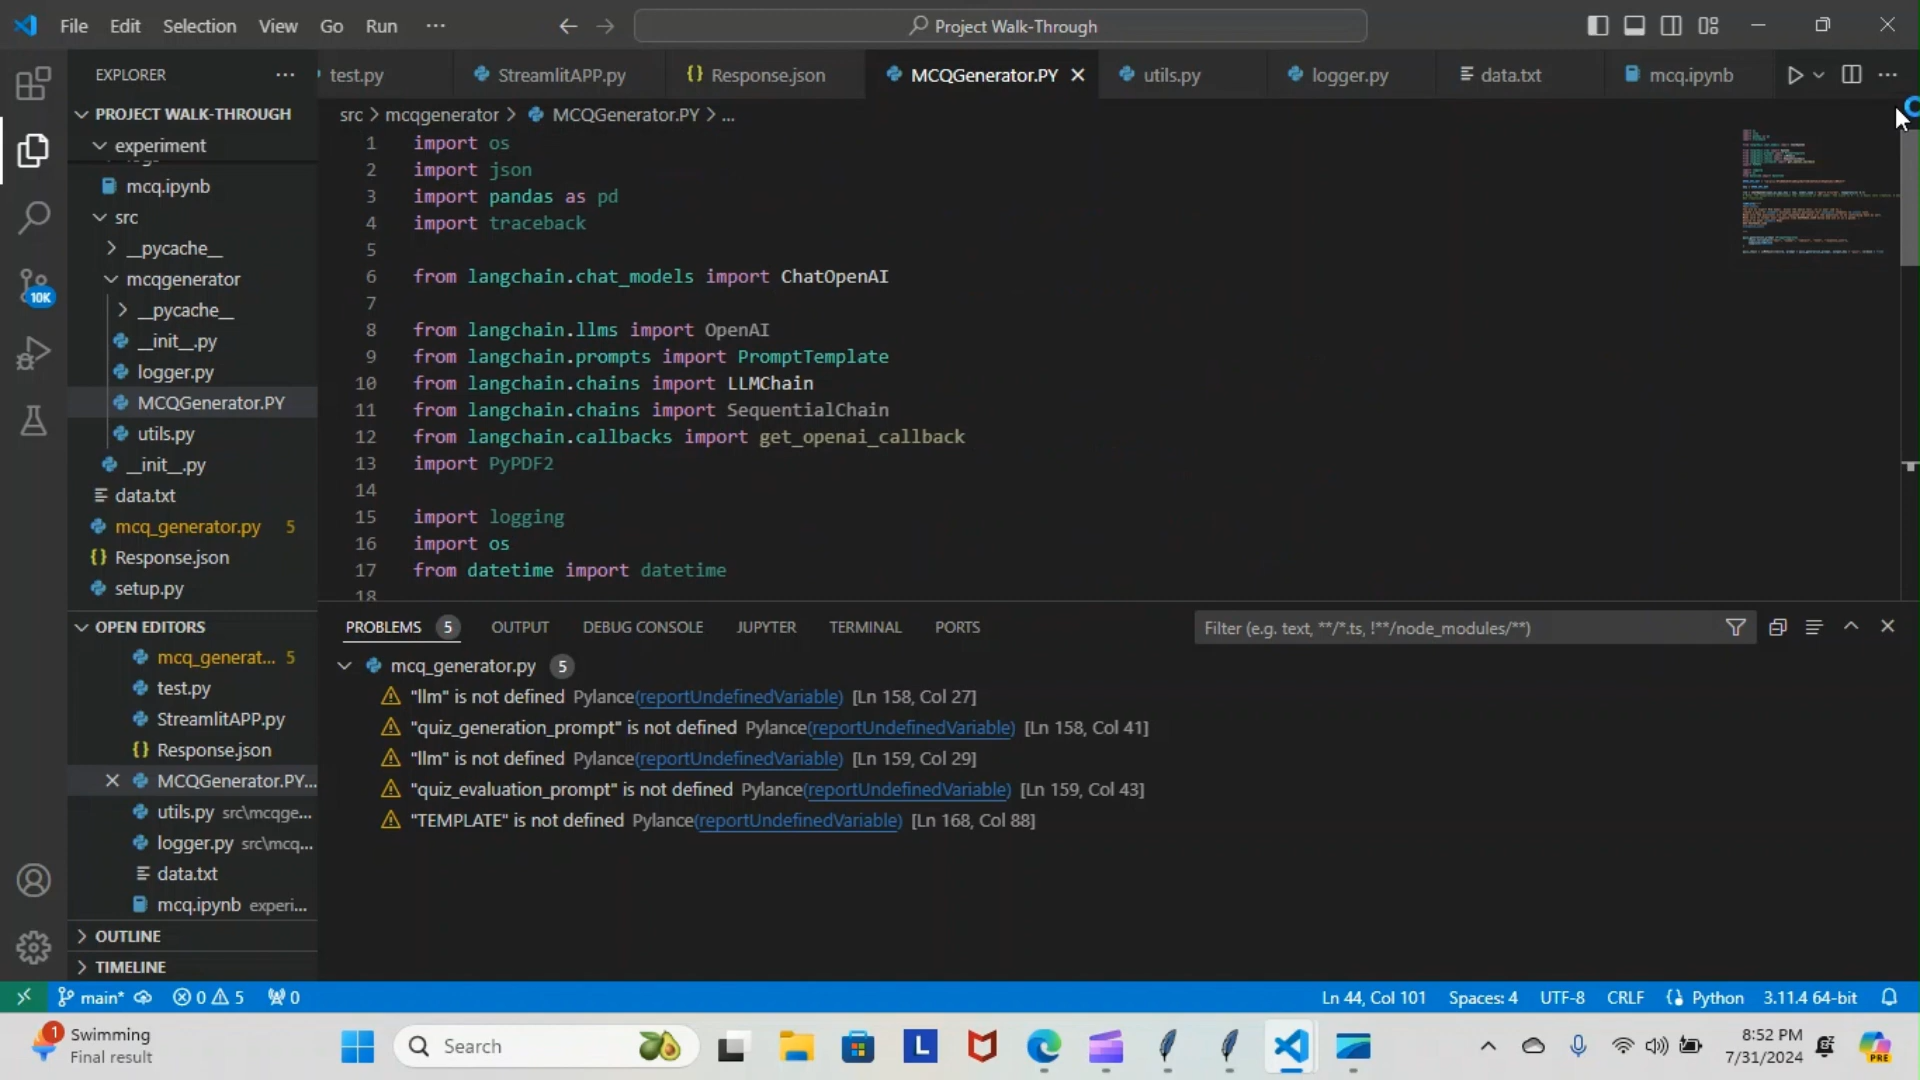 File Edit Selection View Go Run ··· Project Walk-Through
EXPLORER ···
PROJECT WALK-THROUGH
experiment
mcq.ipynb
src
__pycache__
mcqgenerator
__pycache__
__init__.py
logger.py
MCQGenerator.PY
utils.py
__init__.py
data.txt
mcq_generator.py 5
{} Response.json
setup.py
OPEN EDITORS
mcq_generat... 5
test.py
StreamlitAPP.py
{} Response.json
MCQGenerator.PY...
utils.py src\mcqge...
logger.py src\mcq...
data.txt
mcq.ipynb experi...
OUTLINE
TIMELINE
10K
test.py StreamlitAPP.py {} Response.json MCQGenerator.PY utils.py logger.py data.txt mcq.ipynb ···
src > mcqgenerator > MCQGenerator.PY > ...
1 import os
2 import json
3 import pandas as pd
4 import traceback
5
6 from langchain.chat_models import ChatOpenAI
7
8 from langchain.llms import OpenAI
9 from langchain.prompts import PromptTemplate
10 from langchain.chains import LLMChain
11 from langchain.chains import SequentialChain
12 from langchain.callbacks import get_openai_callback
13 import PyPDF2
14
15 import logging
16 import os
17 from datetime import datetime
18
PROBLEMS 5 OUTPUT DEBUG CONSOLE JUPYTER TERMINAL PORTS Filter (e.g. text, **/*.ts, !**/node_modules/**)
mcq_generator.py 5
"llm" is not defined Pylance(reportUndefinedVariable) [Ln 158, Col 27]
"quiz_generation_prompt" is not defined Pylance(reportUndefinedVariable) [Ln 158, Col 41]
"llm" is not defined Pylance(reportUndefinedVariable) [Ln 159, Col 29]
"quiz_evaluation_prompt" is not defined Pylance(reportUndefinedVariable) [Ln 159, Col 43]
"TEMPLATE" is not defined Pylance(reportUndefinedVariable) [Ln 168, Col 88]
main* 0 5 0 Ln 44, Col 101 Spaces: 4 UTF-8 CRLF Python 3.11.4 64-bit
1 Swimming
Final result
Search
L
8:52 PM
7/31/2024
PRE